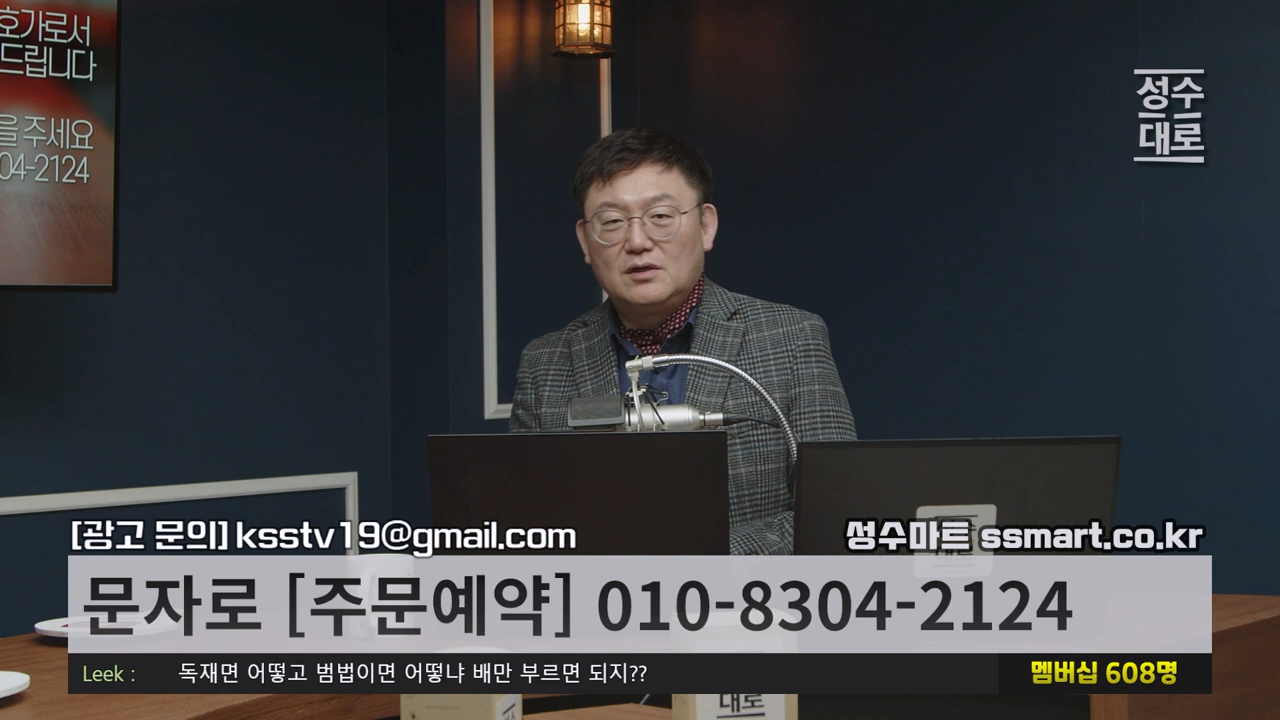 호가로서
드립니다
을 주세요
04-2124
성수
대로
[광고 문의] ksstv19@gmail.com
성수마트 ssmart.co.kr
문자로 [주문예약] 010-8304-2124
Leek : 독재면 어떻고 범법이면 어떻냐 배만 부르면 되지??
멤버십 608명
대로